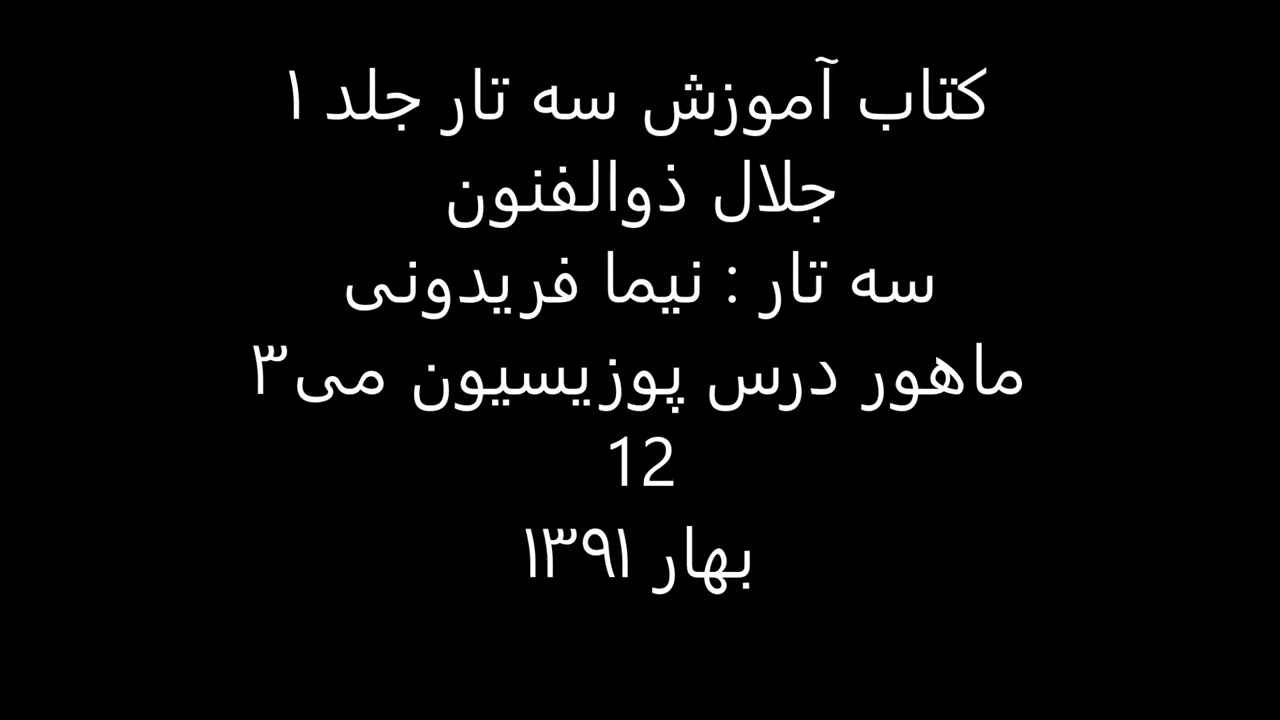 کتاب آموزش سه تار جلد ۱
جلال ذوالفنون
سه تار : نیما فریدونی
ماهور درس پوزیسیون می۳
12
بهار ۱۳۹۱